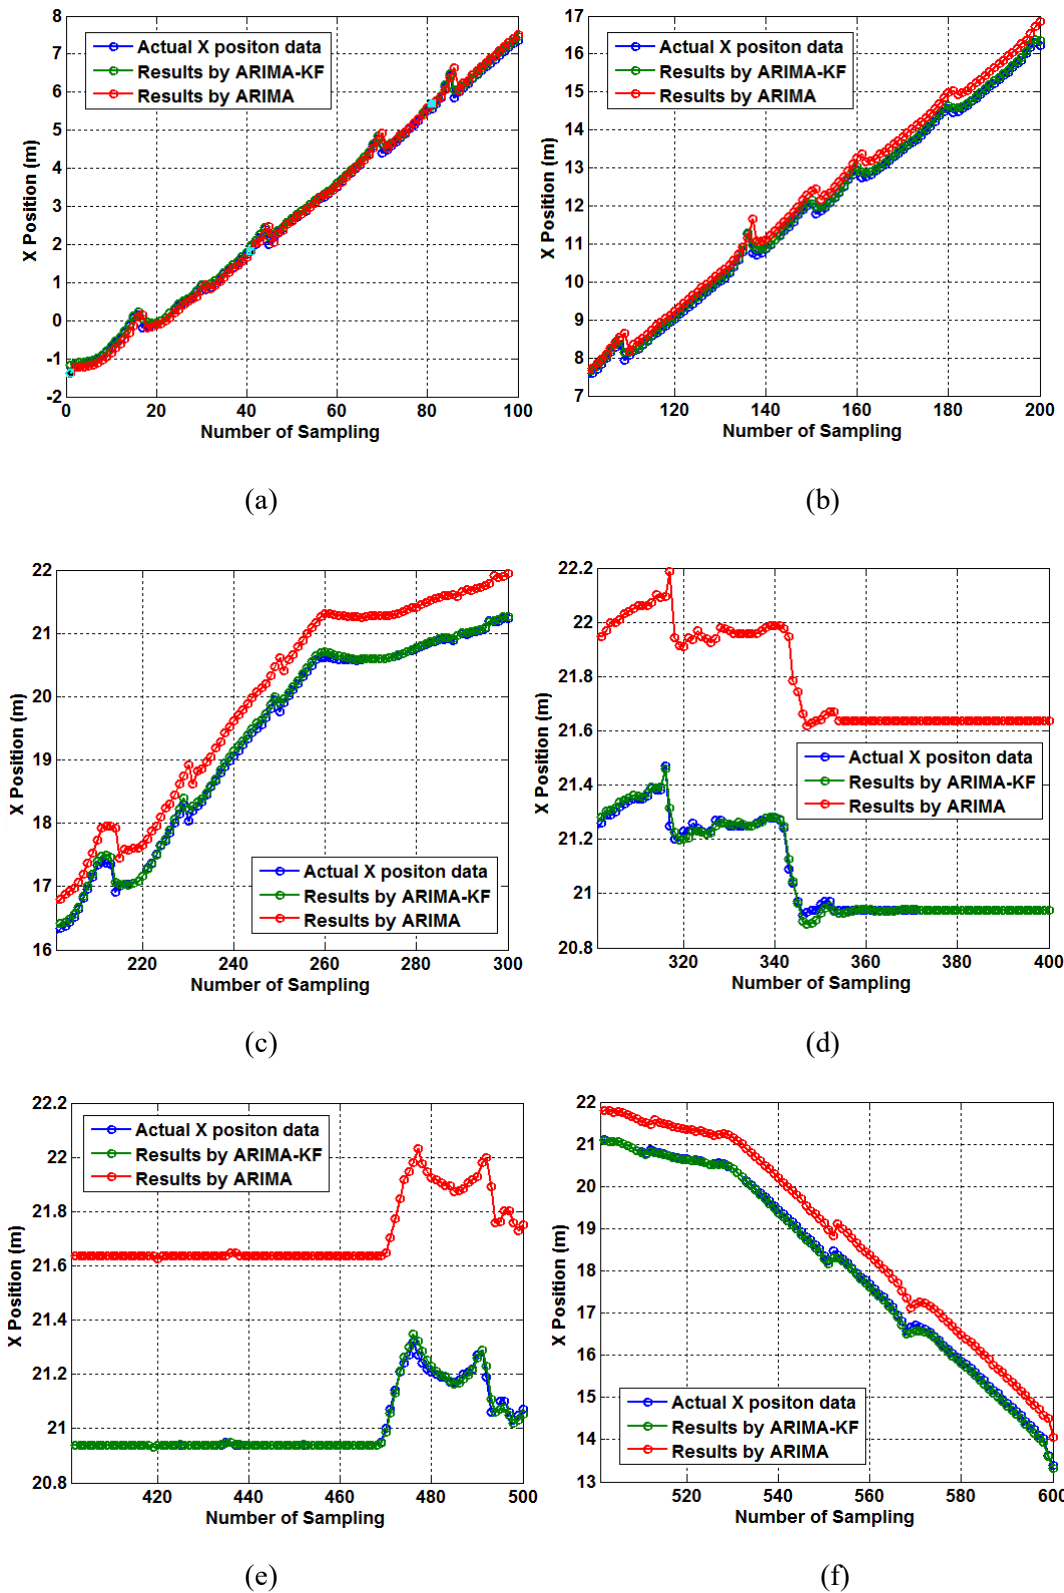 8
7
6
5
4
3
2
1
0
-1
-2
X Position (m)
Actual X positon data
Results by ARIMA-KF
Results by ARIMA
0 20 40 60 80 100
Number of Sampling
(a)
17
16
15
14
13
12
11
10
9
8
7
X Position (m)
Actual X positon data
Results by ARIMA-KF
Results by ARIMA
120 140 160 180 200
Number of Sampling
(b)
22
21
20
19
18
17
16
X Position (m)
Actual X positon data
Results by ARIMA-KF
Results by ARIMA
220 240 260 280 300
Number of Sampling
(c)
22.2
22
21.8
21.6
21.4
21.2
21
20.8
X Position (m)
Actual X positon data
Results by ARIMA-KF
Results by ARIMA
320 340 360 380 400
Number of Sampling
(d)
22.2
22
21.8
21.6
21.4
21.2
21
20.8
X Position (m)
Actual X positon data
Results by ARIMA-KF
Results by ARIMA
420 440 460 480 500
Number of Sampling
(e)
22
21
20
19
18
17
16
15
14
13
X Position (m)
Actual X positon data
Results by ARIMA-KF
Results by ARIMA
520 540 560 580 600
Number of Sampling
(f)